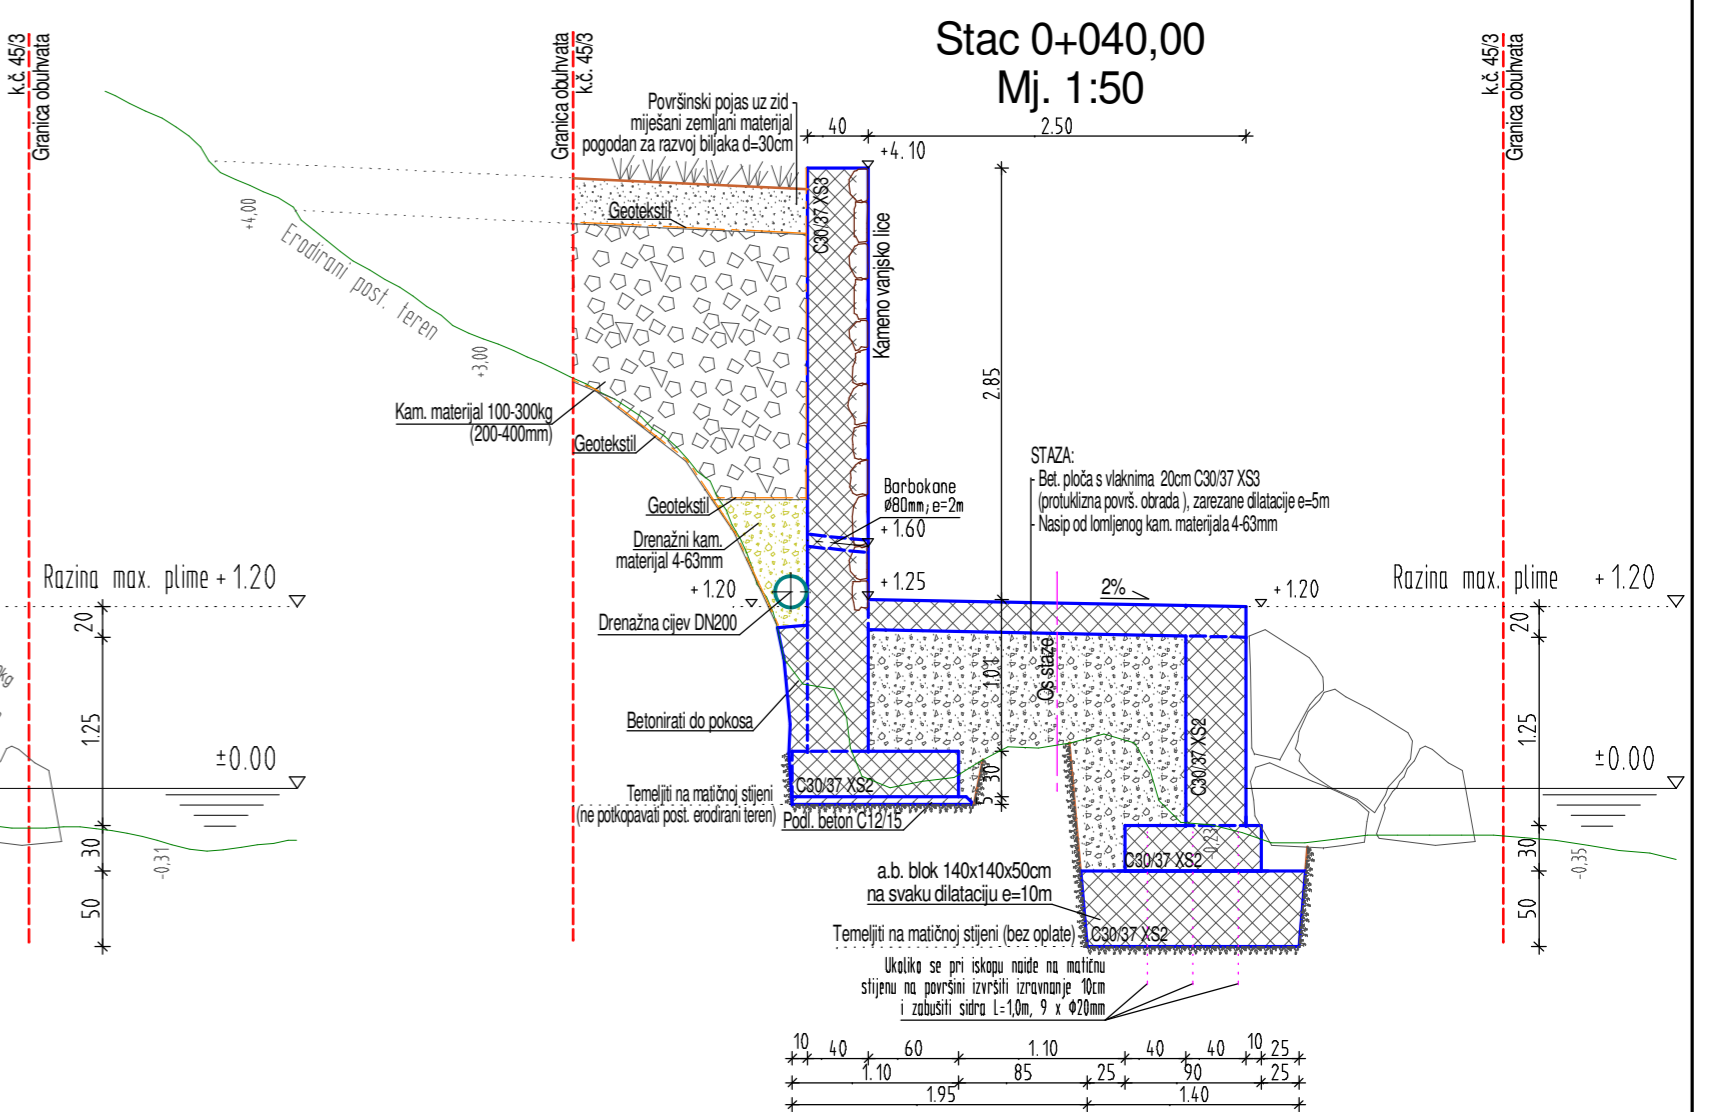 Stac 0+040,00
Mj. 1:50
k.č. 45/3
Granica obuhvata
Granica obuhvata
k.č. 45/3
k.č. 45/3
Granica obuhvata
Površinski pojas uz zid
miješani zemljani materijal
pogodan za razvoj biljaka d=30cm
40
2.50
+4.10
+4,00
Erodirani post. teren
+3,00
Geotekstil
C30/37 XS3
Kameno vanjsko lice
2.85
Kam. materijal 100-300kg
(200-400mm)
Geotekstil
STAZA:
- Bet. ploča s vlaknima 20cm C30/37 XS3
(protuklizna površ. obrada ), zarezane dilatacije e=5m
- Nasip od lomljenog kam. materijala 4-63mm
Barbokane
Ø80mm; e=2m
+1.60
Geotekstil
Drenažni kam.
materijal 4-63mm
Razina max. plime +1.20
+1.20
+1.25
2%
+1.20
Razina max. plime +1.20
Drenažna cijev DN200
20
1.25
30
50
Os staze
1.01
30
5
20
1.25
30
50
kg
Betonirati do pokosa
±0.00
±0.00
C30/37 XS2
C30/37 XS2
Temeljiti na matičnoj stijeni
(ne potkopavati post. erodirani teren)
Podl. beton C12/15
-0,31
-0,23
-0,35
C30/37 XS2
a.b. blok 140x140x50cm
na svaku dilataciju e=10m
Temeljiti na matičnoj stijeni (bez oplate)
C30/37 XS2
Ukoliko se pri iskopu naiđe na matičnu
stijenu na površini izvršiti izravnanje 10cm
i zabušiti sidra L=1,0m, 9 x Φ20mm
10 40 60 1.10 40 40 10 25
1.10 85 25 90 25
1.95 1.40